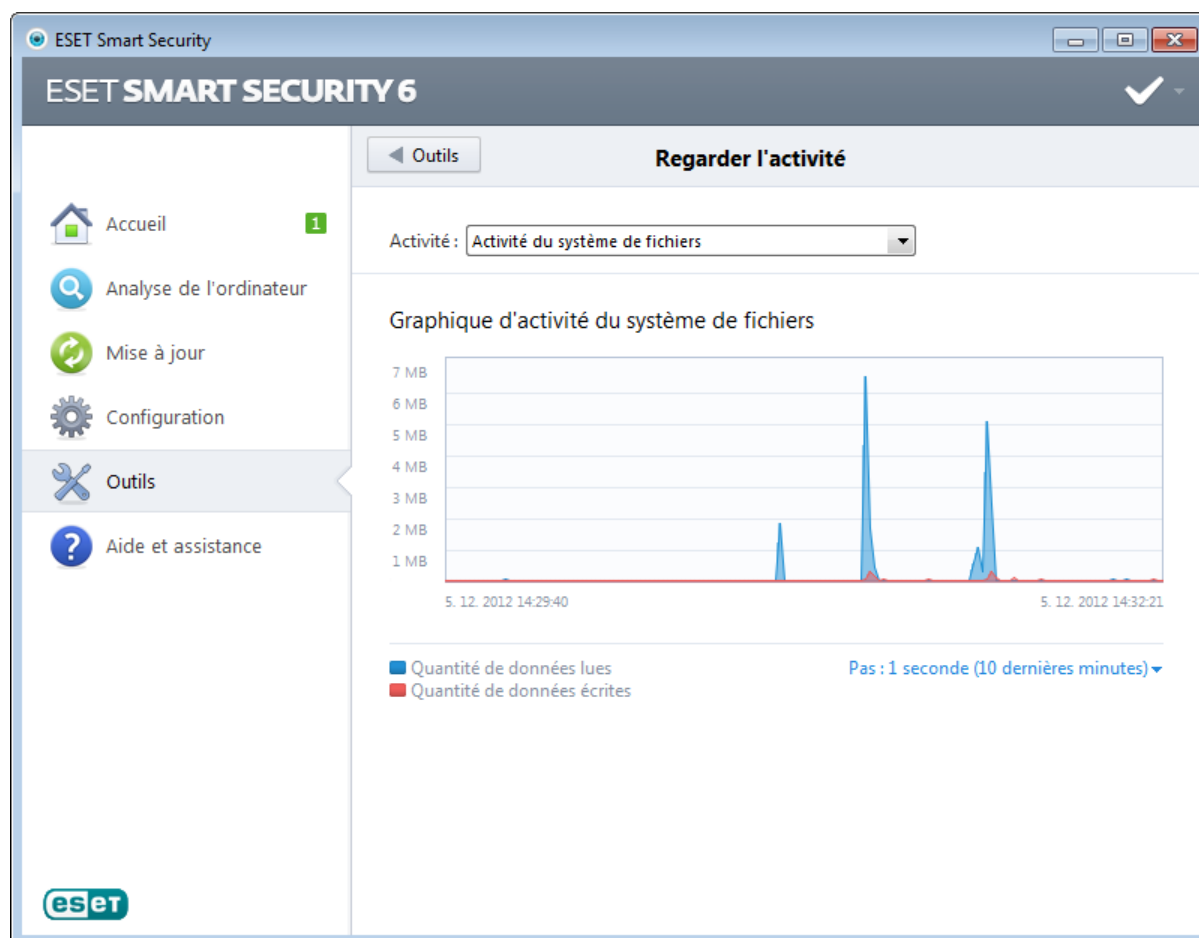 ESET Smart Security
ESET SMART SECURITY 6
Outils
Regarder l'activité
Accueil
1
Analyse de l'ordinateur
Mise à jour
Configuration
Outils
Aide et assistance
Activité :
Activité du système de fichiers
Graphique d'activité du système de fichiers
7 MB
6 MB
5 MB
4 MB
3 MB
2 MB
1 MB
5. 12. 2012 14:29:40
5. 12. 2012 14:32:21
Quantité de données lues
Pas : 1 seconde (10 dernières minutes)
Quantité de données écrites
eseT